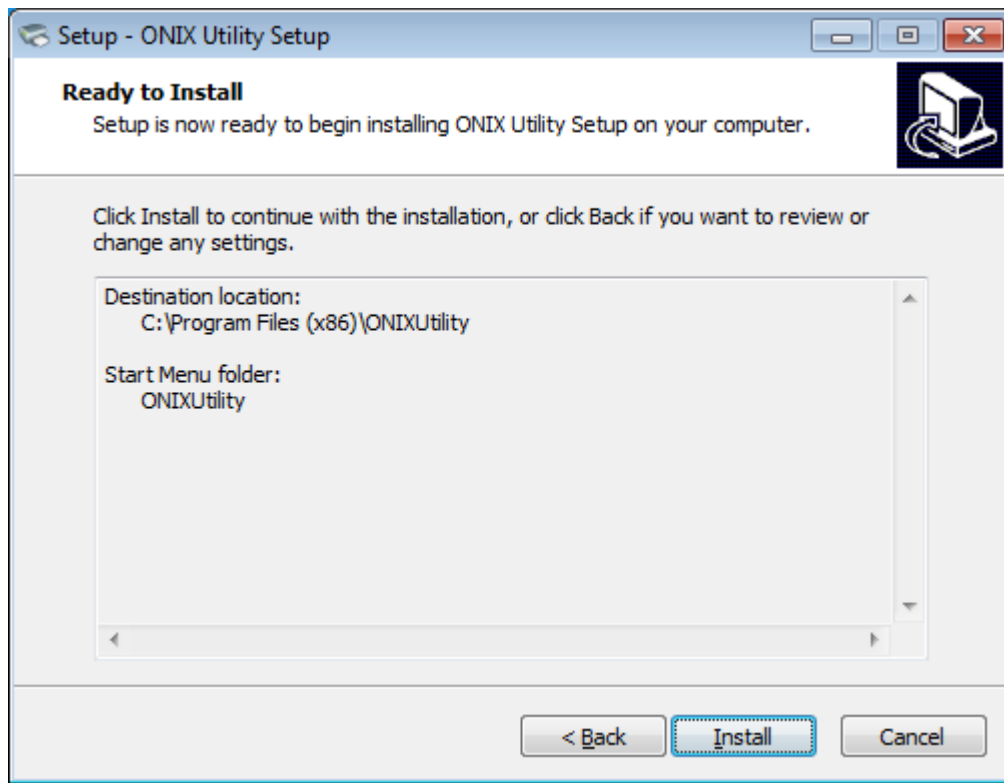 Setup - ONIX Utility Setup
Ready to Install
Setup is now ready to begin installing ONIX Utility Setup on your computer.
Click Install to continue with the installation, or click Back if you want to review or
change any settings.
Destination location:
C:\Program Files (x86)\ONIXUtility
Start Menu folder:
ONIXUtility
< Back
Install
Cancel